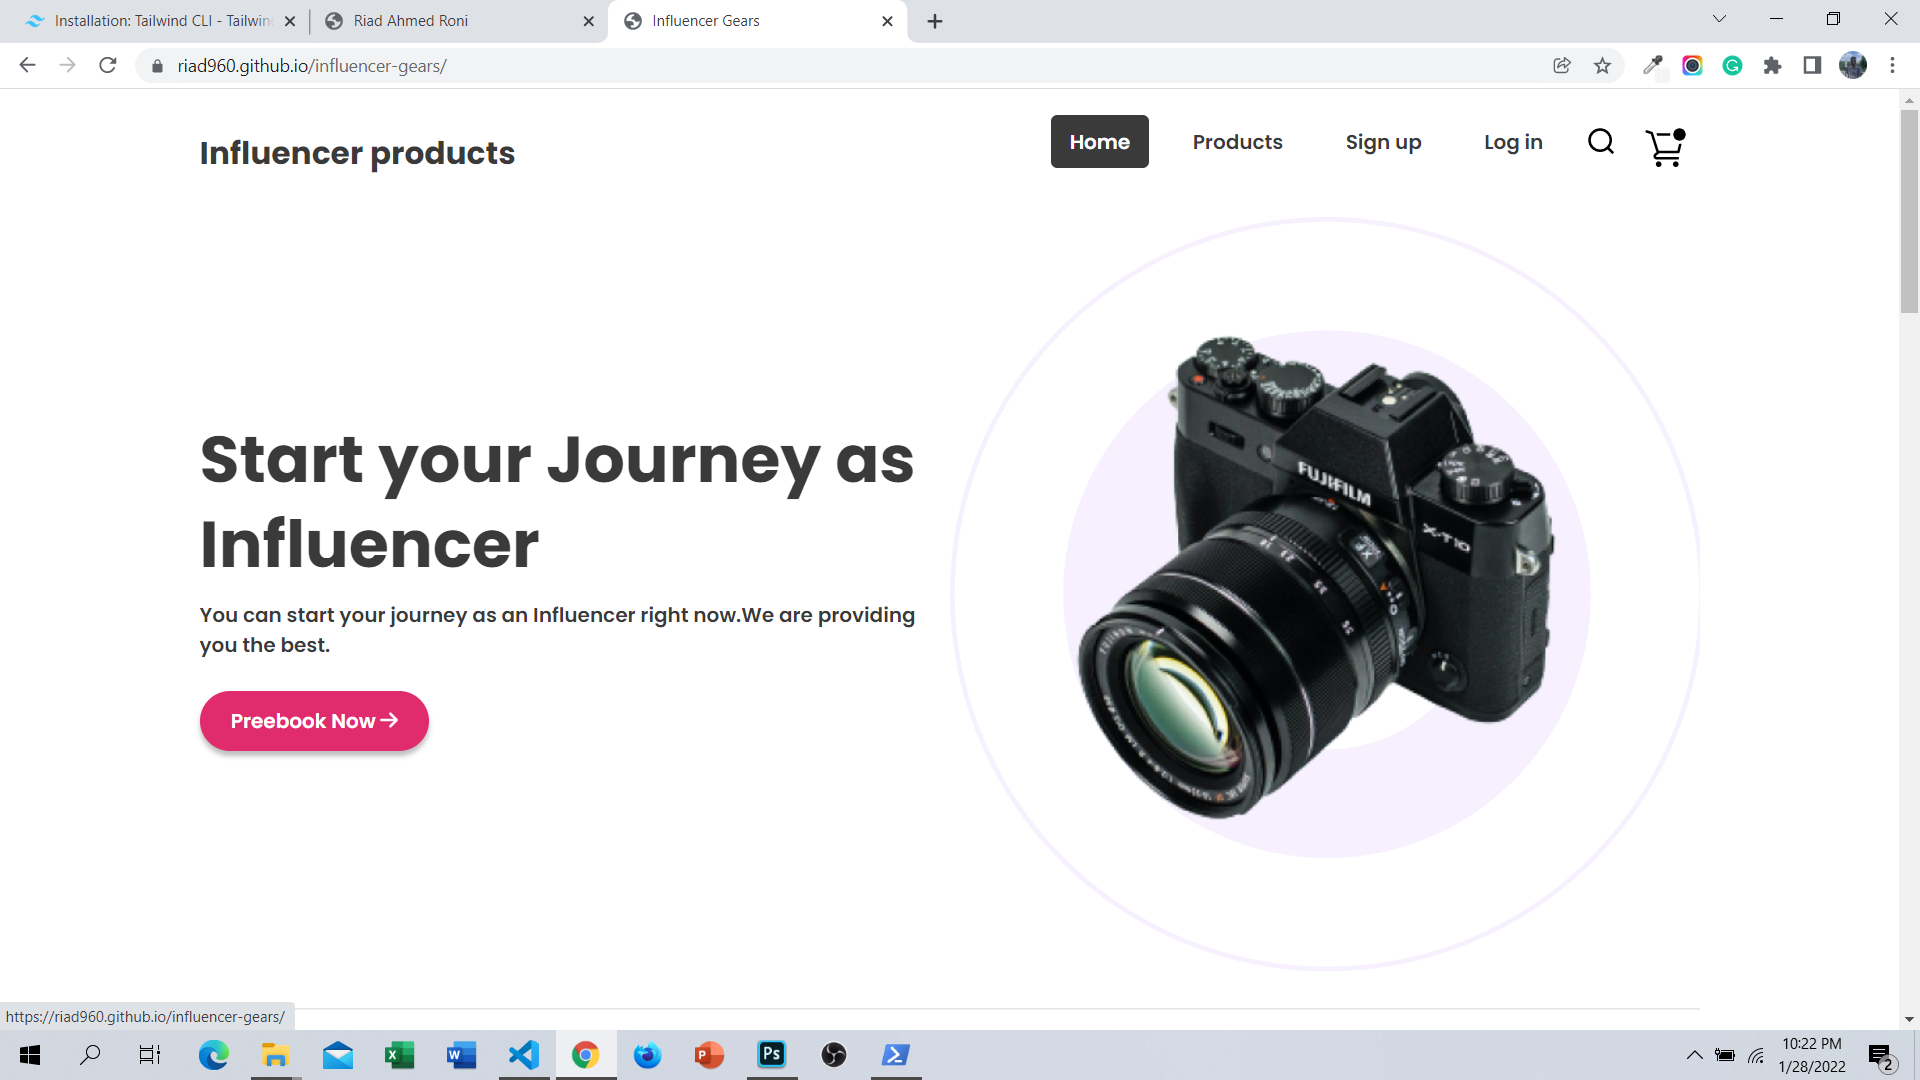 Installation: Tailwind CLI - Tailwin
Riad Ahmed Roni
Influencer Gears
riad960.github.io/influencer-gears/
Influencer products
Home
Products
Sign up
Log in
Start your Journey as
Influencer
You can start your journey as an Influencer right now.We are providing
you the best.
Preebook Now
FUJIFILM
X-T10
https://riad960.github.io/influencer-gears/
10:22 PM
1/28/2022
2